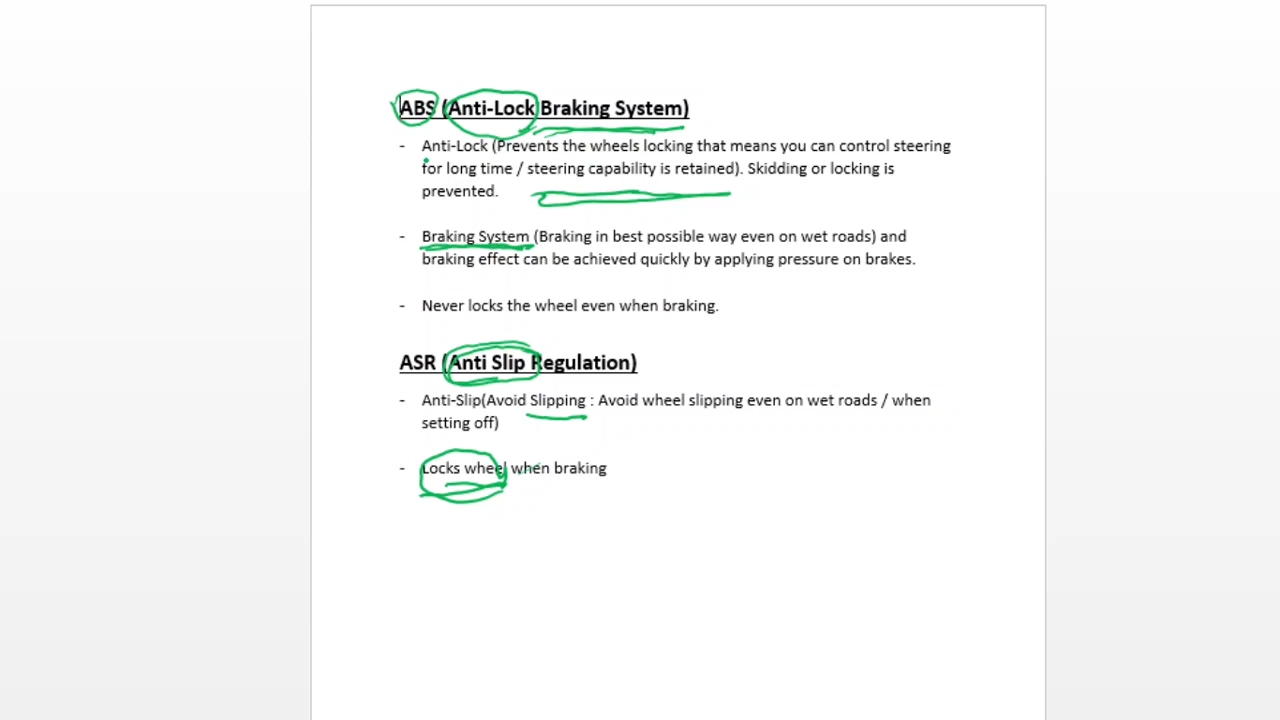 ABS (Anti-Lock Braking System)
- Anti-Lock (Prevents the wheels locking that means you can control steering
for long time / steering capability is retained). Skidding or locking is
prevented.
- Braking System (Braking in best possible way even on wet roads) and
braking effect can be achieved quickly by applying pressure on brakes.
- Never locks the wheel even when braking.
ASR (Anti Slip Regulation)
- Anti-Slip(Avoid Slipping : Avoid wheel slipping even on wet roads / when
setting off)
- Locks wheel when braking